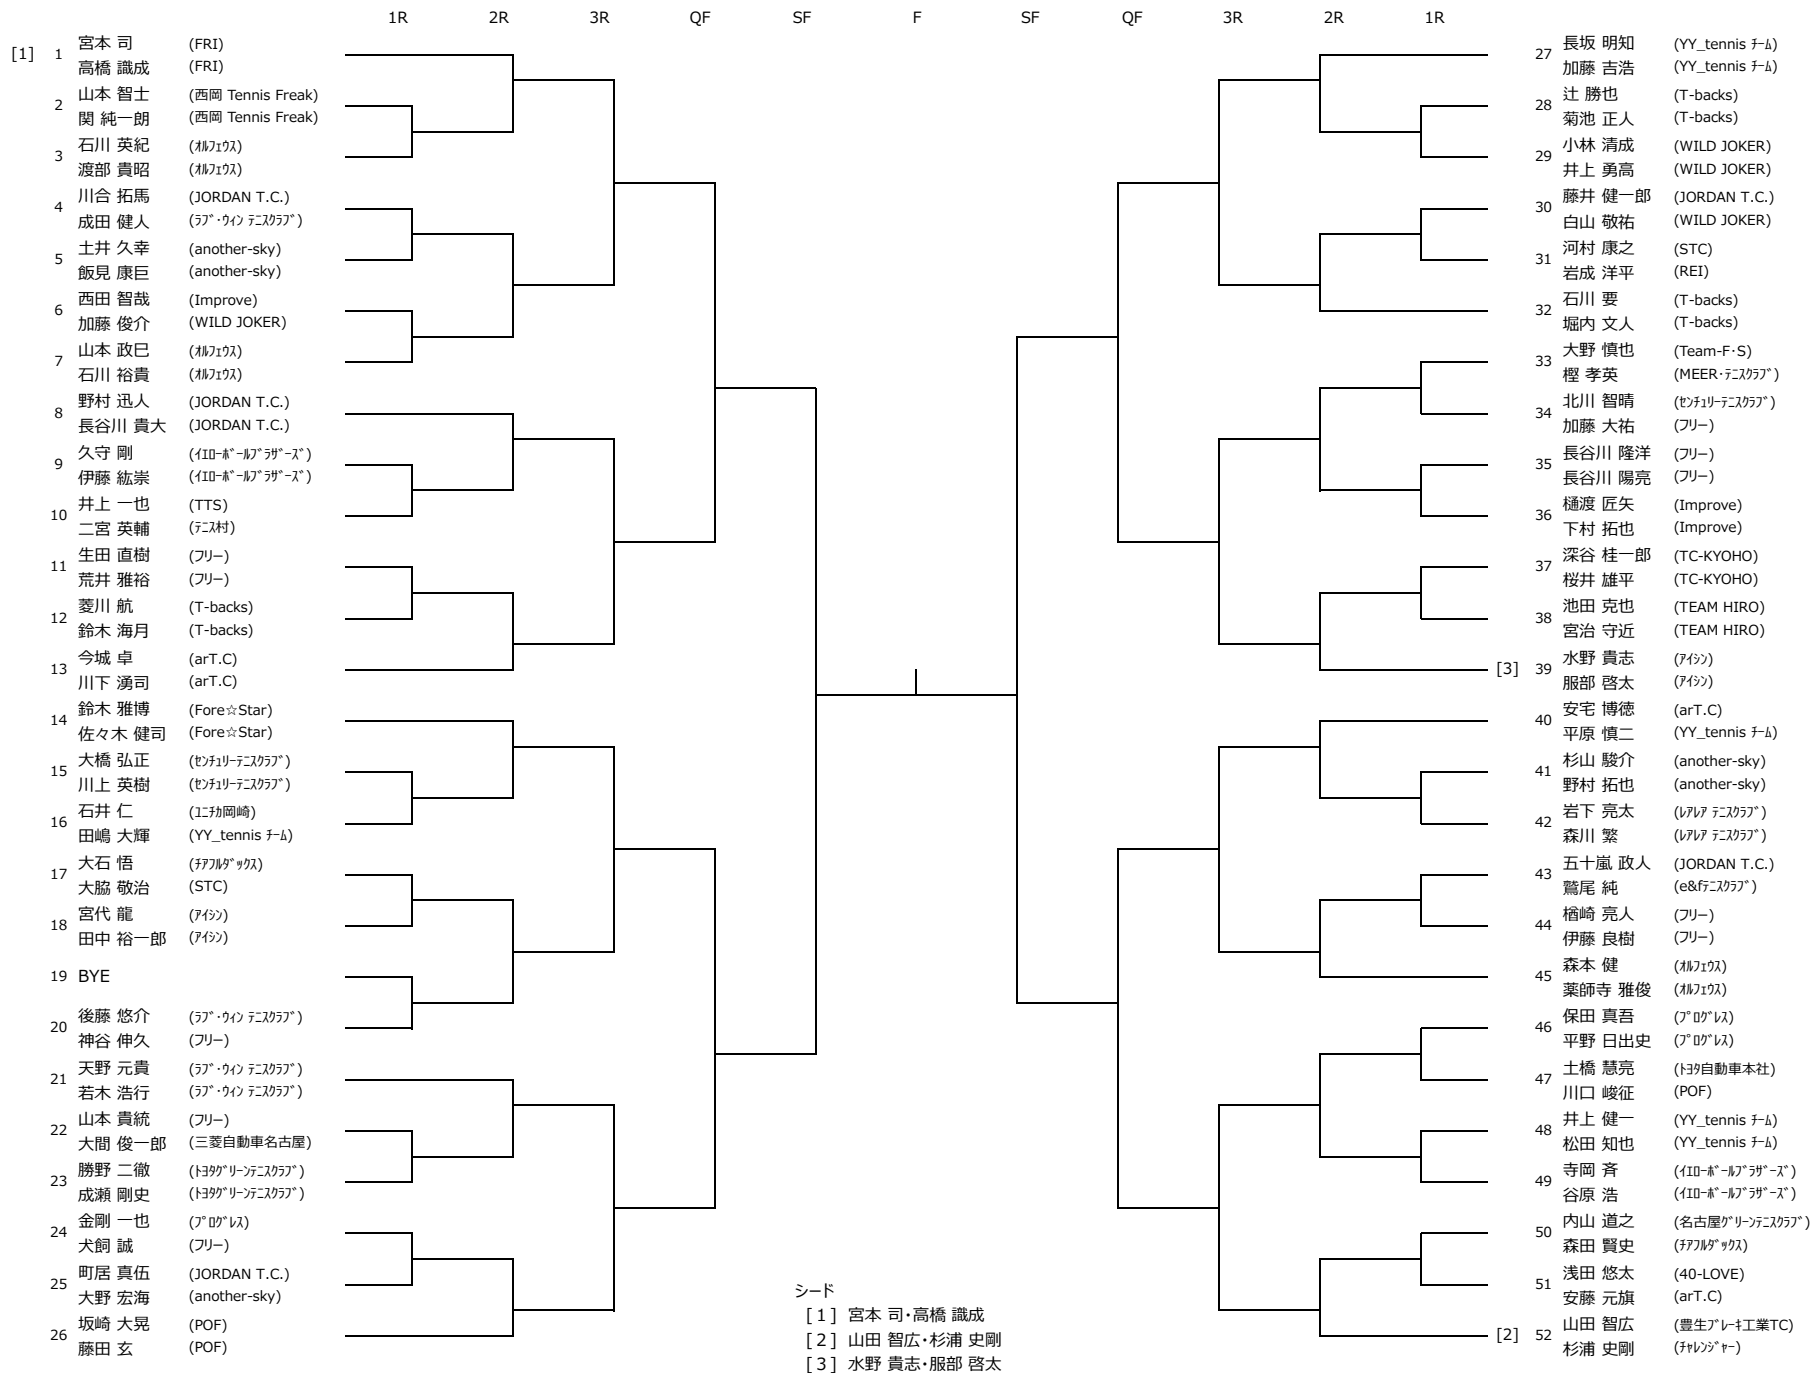 1R 2R 3R QF SF F SF QF 3R 2R 1R
[1] 1 宮本 司 (FRI)
高橋 識成 (FRI)
2 山本 智士 (西岡 Tennis Freak)
関 純一朗 (西岡 Tennis Freak)
3 石川 英紀 (ｵﾙﾌｪｳｽ)
渡部 貴昭 (ｵﾙﾌｪｳｽ)
4 川合 拓馬 (JORDAN T.C.)
成田 健人 (ﾗﾌﾞ･ｳｨﾝ ﾃﾆｽｸﾗﾌﾞ)
5 土井 久幸 (another-sky)
飯見 康巨 (another-sky)
6 西田 智哉 (Improve)
加藤 俊介 (WILD JOKER)
7 山本 政巳 (ｵﾙﾌｪｳｽ)
石川 裕貴 (ｵﾙﾌｪｳｽ)
8 野村 迅人 (JORDAN T.C.)
長谷川 貴大 (JORDAN T.C.)
9 久守 剛 (ｲｴﾛｰﾎﾞｰﾙﾌﾞﾗｻﾞｰｽﾞ)
伊藤 紘崇 (ｲｴﾛｰﾎﾞｰﾙﾌﾞﾗｻﾞｰｽﾞ)
10 井上 一也 (TTS)
二宮 英輔 (ﾃﾆｽ村)
11 生田 直樹 (フリー)
荒井 雅裕 (フリー)
12 菱川 航 (T-backs)
鈴木 海月 (T-backs)
13 今城 卓 (arT.C)
川下 湧司 (arT.C)
14 鈴木 雅博 (Fore☆Star)
佐々木 健司 (Fore☆Star)
15 大橋 弘正 (ｾﾝﾁｭﾘｰﾃﾆｽｸﾗﾌﾞ)
川上 英樹 (ｾﾝﾁｭﾘｰﾃﾆｽｸﾗﾌﾞ)
16 石井 仁 (ﾕﾆﾁｶ岡崎)
田嶋 大輝 (YY_tennis ﾁｰﾑ)
17 大石 悟 (ﾁｱﾌﾙﾀﾞｯｸｽ)
大脇 敬治 (STC)
18 宮代 龍 (ｱｲｼﾝ)
田中 裕一郎 (ｱｲｼﾝ)
19 BYE
20 後藤 悠介 (ﾗﾌﾞ･ｳｨﾝ ﾃﾆｽｸﾗﾌﾞ)
神谷 伸久 (フリー)
21 天野 元貴 (ﾗﾌﾞ･ｳｨﾝ ﾃﾆｽｸﾗﾌﾞ)
若木 浩行 (ﾗﾌﾞ･ｳｨﾝ ﾃﾆｽｸﾗﾌﾞ)
22 山本 貴統 (フリー)
大間 俊一郎 (三菱自動車名古屋)
23 勝野 二徹 (ﾄﾖﾀｸﾞﾘｰﾝﾃﾆｽｸﾗﾌﾞ)
成瀬 剛史 (ﾄﾖﾀｸﾞﾘｰﾝﾃﾆｽｸﾗﾌﾞ)
24 金剛 一也 (ﾌﾟﾛｸﾞﾚｽ)
犬飼 誠 (フリー)
25 町居 真伍 (JORDAN T.C.)
大野 宏海 (another-sky)
26 坂崎 大晃 (POF)
藤田 玄 (POF)
シード
[1] 宮本 司･高橋 識成
[2] 山田 智広･杉浦 史剛
[3] 水野 貴志･服部 啓太
27 長坂 明知 (YY_tennis ﾁｰﾑ)
加藤 吉浩 (YY_tennis ﾁｰﾑ)
28 辻 勝也 (T-backs)
菊池 正人 (T-backs)
29 小林 清成 (WILD JOKER)
井上 勇高 (WILD JOKER)
30 藤井 健一郎 (JORDAN T.C.)
白山 敬祐 (WILD JOKER)
31 河村 康之 (STC)
岩成 洋平 (REI)
32 石川 要 (T-backs)
堀内 文人 (T-backs)
33 大野 慎也 (Team-F･S)
樫 孝英 (MEER･ﾃﾆｽｸﾗﾌﾞ)
34 北川 智晴 (ｾﾝﾁｭﾘｰﾃﾆｽｸﾗﾌﾞ)
加藤 大祐 (フリー)
35 長谷川 隆洋 (フリー)
長谷川 陽亮 (フリー)
36 樋渡 匠矢 (Improve)
下村 拓也 (Improve)
37 深谷 桂一郎 (TC-KYOHO)
桜井 雄平 (TC-KYOHO)
38 池田 克也 (TEAM HIRO)
宮治 守近 (TEAM HIRO)
[3] 39 水野 貴志 (ｱｲｼﾝ)
服部 啓太 (ｱｲｼﾝ)
40 安宅 博徳 (arT.C)
平原 慎二 (YY_tennis ﾁｰﾑ)
41 杉山 駿介 (another-sky)
野村 拓也 (another-sky)
42 岩下 亮太 (ﾚｱﾚｱ ﾃﾆｽｸﾗﾌﾞ)
森川 繁 (ﾚｱﾚｱ ﾃﾆｽｸﾗﾌﾞ)
43 五十嵐 政人 (JORDAN T.C.)
鷲尾 純 (e&fﾃﾆｽｸﾗﾌﾞ)
44 楢崎 亮人 (フリー)
伊藤 良樹 (フリー)
45 森本 健 (ｵﾙﾌｪｳｽ)
薬師寺 雅俊 (ｵﾙﾌｪｳｽ)
46 保田 真吾 (ﾌﾟﾛｸﾞﾚｽ)
平野 日出史 (ﾌﾟﾛｸﾞﾚｽ)
47 土橋 慧亮 (ﾄﾖﾀ自動車本社)
川口 峻征 (POF)
48 井上 健一 (YY_tennis ﾁｰﾑ)
松田 知也 (YY_tennis ﾁｰﾑ)
49 寺岡 斉 (ｲｴﾛｰﾎﾞｰﾙﾌﾞﾗｻﾞｰｽﾞ)
谷原 浩 (ｲｴﾛｰﾎﾞｰﾙﾌﾞﾗｻﾞｰｽﾞ)
50 内山 道之 (名古屋ｸﾞﾘｰﾝﾃﾆｽｸﾗﾌﾞ)
森田 賢史 (ﾁｱﾌﾙﾀﾞｯｸｽ)
51 浅田 悠太 (40-LOVE)
安藤 元旗 (arT.C)
[2] 52 山田 智広 (豊生ﾌﾞﾚｰｷ工業TC)
杉浦 史剛 (ﾁｬﾚﾝｼﾞｬｰ)